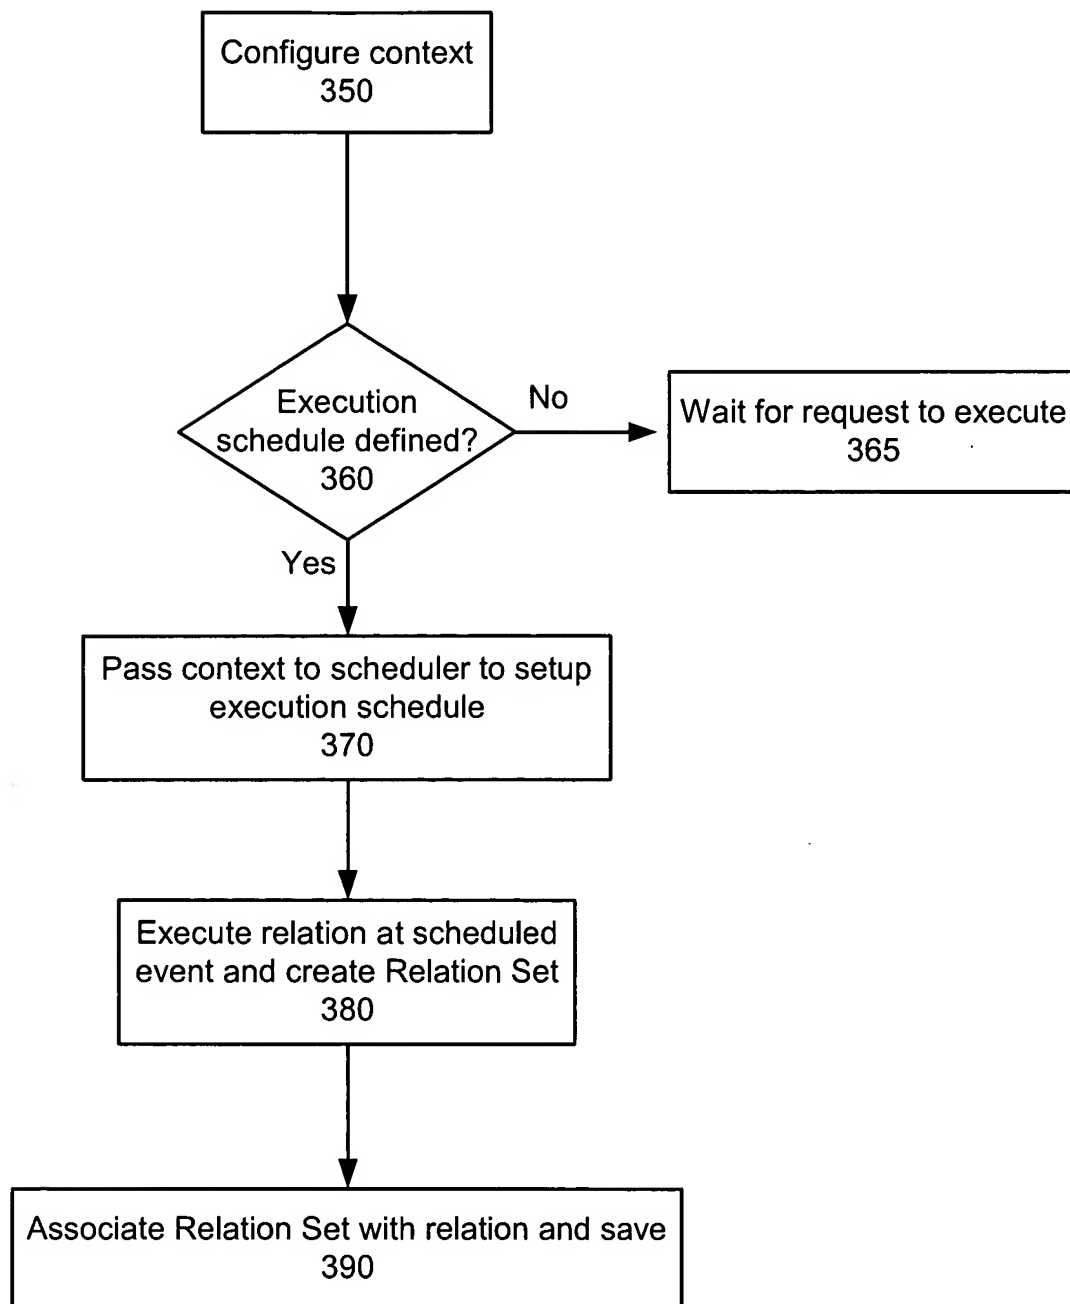 Configure context
350
Execution
schedule defined?
360
No
Wait for request to execute
365
Yes
Pass context to scheduler to setup
execution schedule
370
Execute relation at scheduled
event and create Relation Set
380
Associate Relation Set with relation and save
390